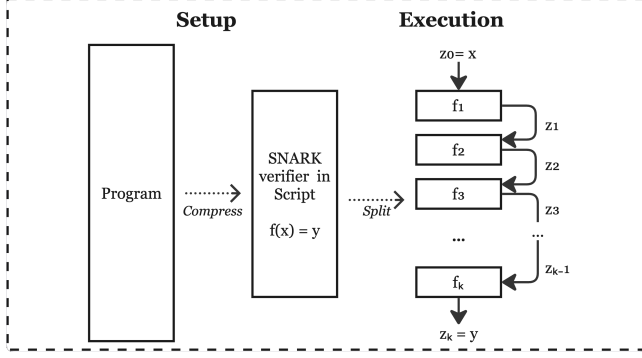 Setup
Execution
Program
Compress
SNARK
verifier in
Script
f(x) = y
Split
z₀= x
f₁
z₁
f₂
z₂
f₃
z₃
...
...
zₖ₋₁
fₖ
zₖ = y